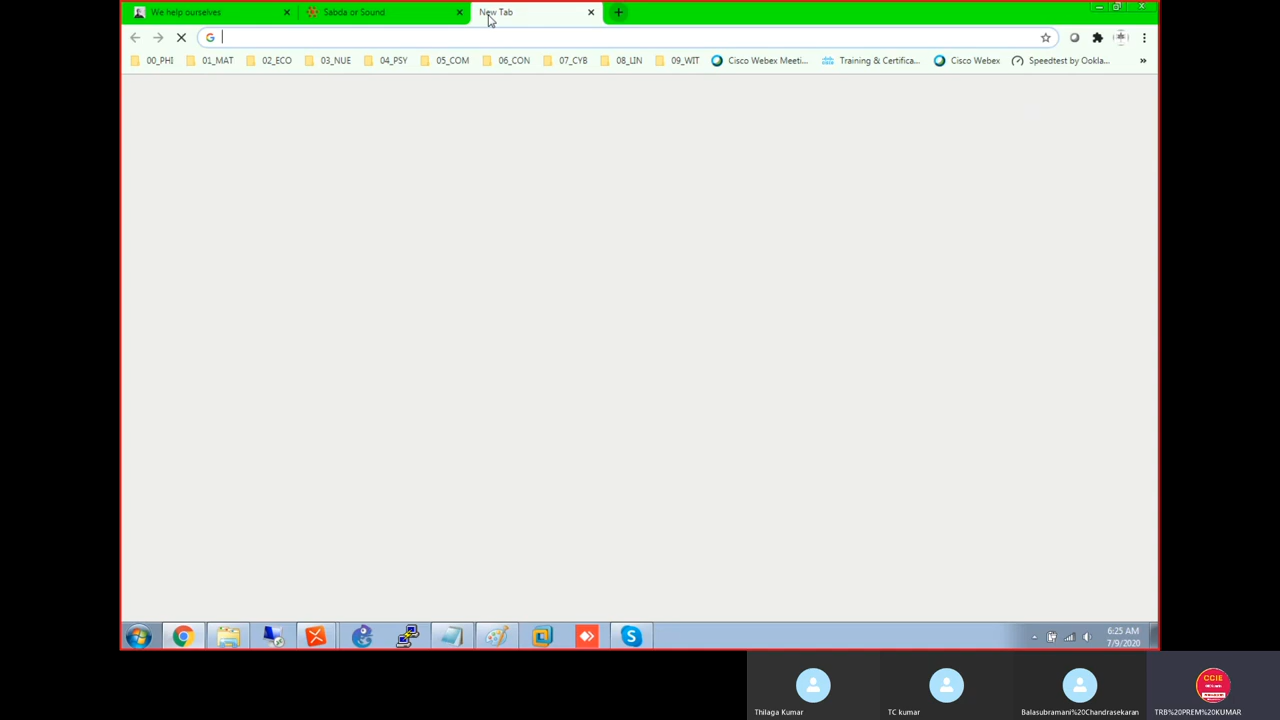 We help ourselves
Sabda or Sound
New Tab
00_PHI 01_MAT 02_ECO 03_NUE 04_PSY 05_COM 06_CON 07_CYB 08_LIN 09_WIT Cisco Webex Meeti... Training & Certifica... Cisco Webex Speedtest by Ookla...
6:25 AM
7/9/2020
CCIE
Thilaga Kumar
TC kumar
Balasubramani%20Chandrasekaran
TRB%20PREM%20KUMAR